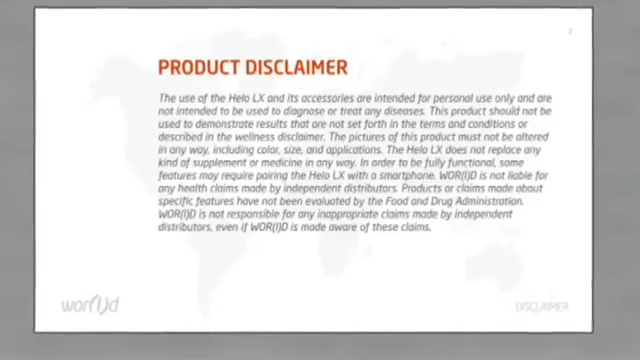 2
PRODUCT DISCLAIMER
The use of the Helo LX and its accessories are intended for personal use only and are
not intended to be used to diagnose or treat any diseases. This product should not be
used to demonstrate results that are not set forth in the terms and conditions or
described in the wellness disclaimer. The pictures of this product must not be altered
in any way, including color, size, and applications. The Helo LX does not replace any
kind of supplement or medicine in any way. In order to be fully functional, some
features may require pairing the Helo LX with a smartphone. WOR(l)D is not liable for
any health claims made by independent distributors. Products or claims made about
specific features have not been evaluated by the Food and Drug Administration.
WOR(l)D is not responsible for any inappropriate claims made by independent
distributors, even if WOR(l)D is made aware of these claims.
wor(l)d
DISCLAIMER